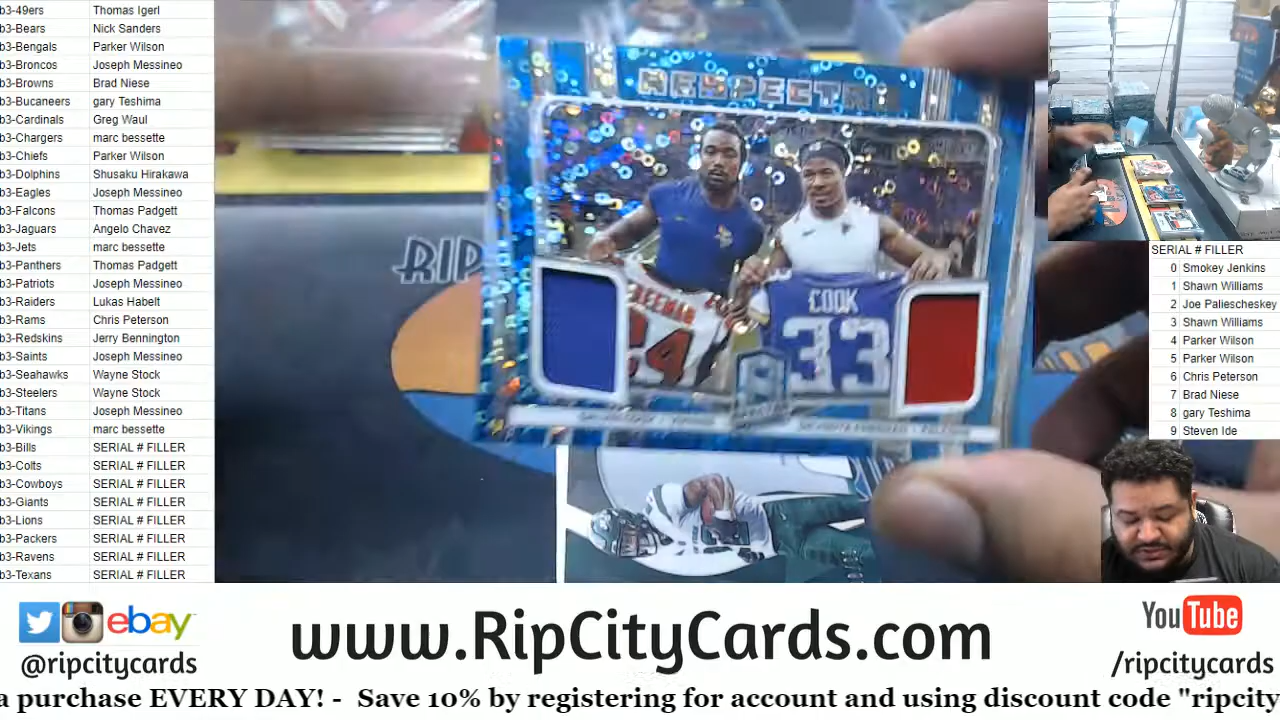 b3-49ers Thomas Igerl
b3-Bears Nick Sanders
b3-Bengals Parker Wilson
b3-Broncos Joseph Messineo
b3-Browns Brad Niese
b3-Bucaneers gary Teshima
b3-Cardinals Greg Waul
b3-Chargers marc bessette
b3-Chiefs Parker Wilson
b3-Dolphins Shusaku Hirakawa
b3-Eagles Joseph Messineo
b3-Falcons Thomas Padgett
b3-Jaguars Angelo Chavez
b3-Jets marc bessette
b3-Panthers Thomas Padgett
b3-Patriots Joseph Messineo
b3-Raiders Lukas Habelt
b3-Rams Chris Peterson
b3-Redskins Jerry Bennington
b3-Saints Joseph Messineo
b3-Seahawks Wayne Stock
b3-Steelers Wayne Stock
b3-Titans Joseph Messineo
b3-Vikings marc bessette
b3-Bills SERIAL # FILLER
b3-Colts SERIAL # FILLER
b3-Cowboys SERIAL # FILLER
b3-Giants SERIAL # FILLER
b3-Lions SERIAL # FILLER
b3-Packers SERIAL # FILLER
b3-Ravens SERIAL # FILLER
b3-Texans SERIAL # FILLER
RIP
COOK
33
24
SERIAL # FILLER
0 Smokey Jenkins
1 Shawn Williams
2 Joe Paliescheskey
3 Shawn Williams
4 Parker Wilson
5 Parker Wilson
6 Chris Peterson
7 Brad Niese
8 gary Teshima
9 Steven Ide
ebay
@ripcitycards
www.RipCityCards.com
YouTube
/ripcitycards
a purchase EVERY DAY! - Save 10% by registering for account and using discount code "ripcity